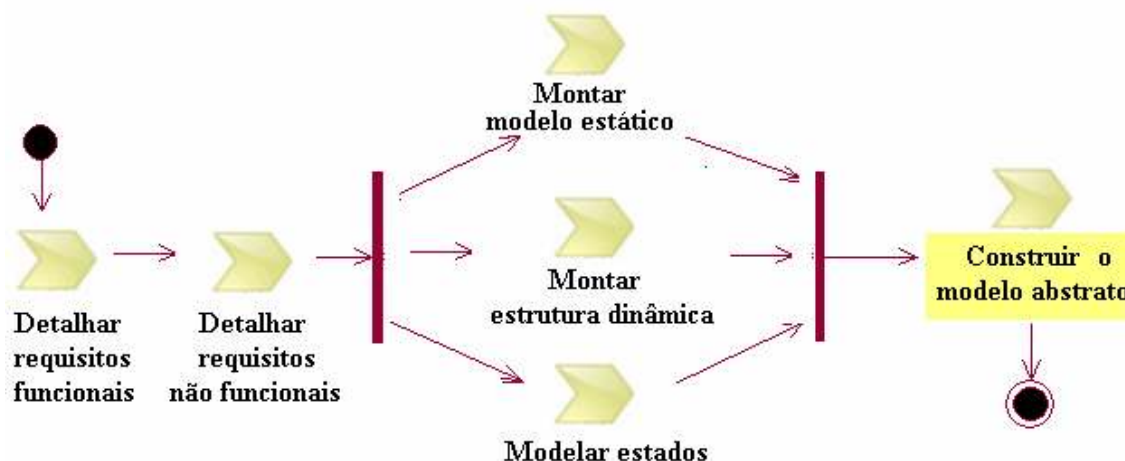 Detalhar
requisitos
funcionais
Detalhar
requisitos
não funcionais
Montar
modelo estático
Montar
estrutura dinâmica
Modelar estados
Construir o
modelo abstrato